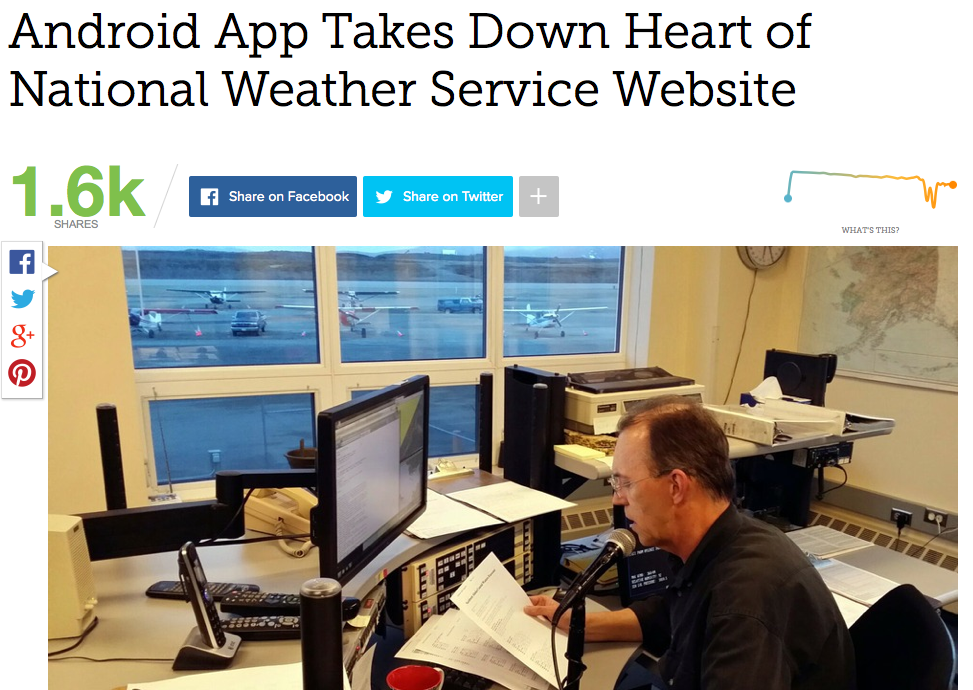 Android App Takes Down Heart of
National Weather Service Website
1.6k
SHARES
Share on Facebook
Share on Twitter
+
WHAT'S THIS?
g+